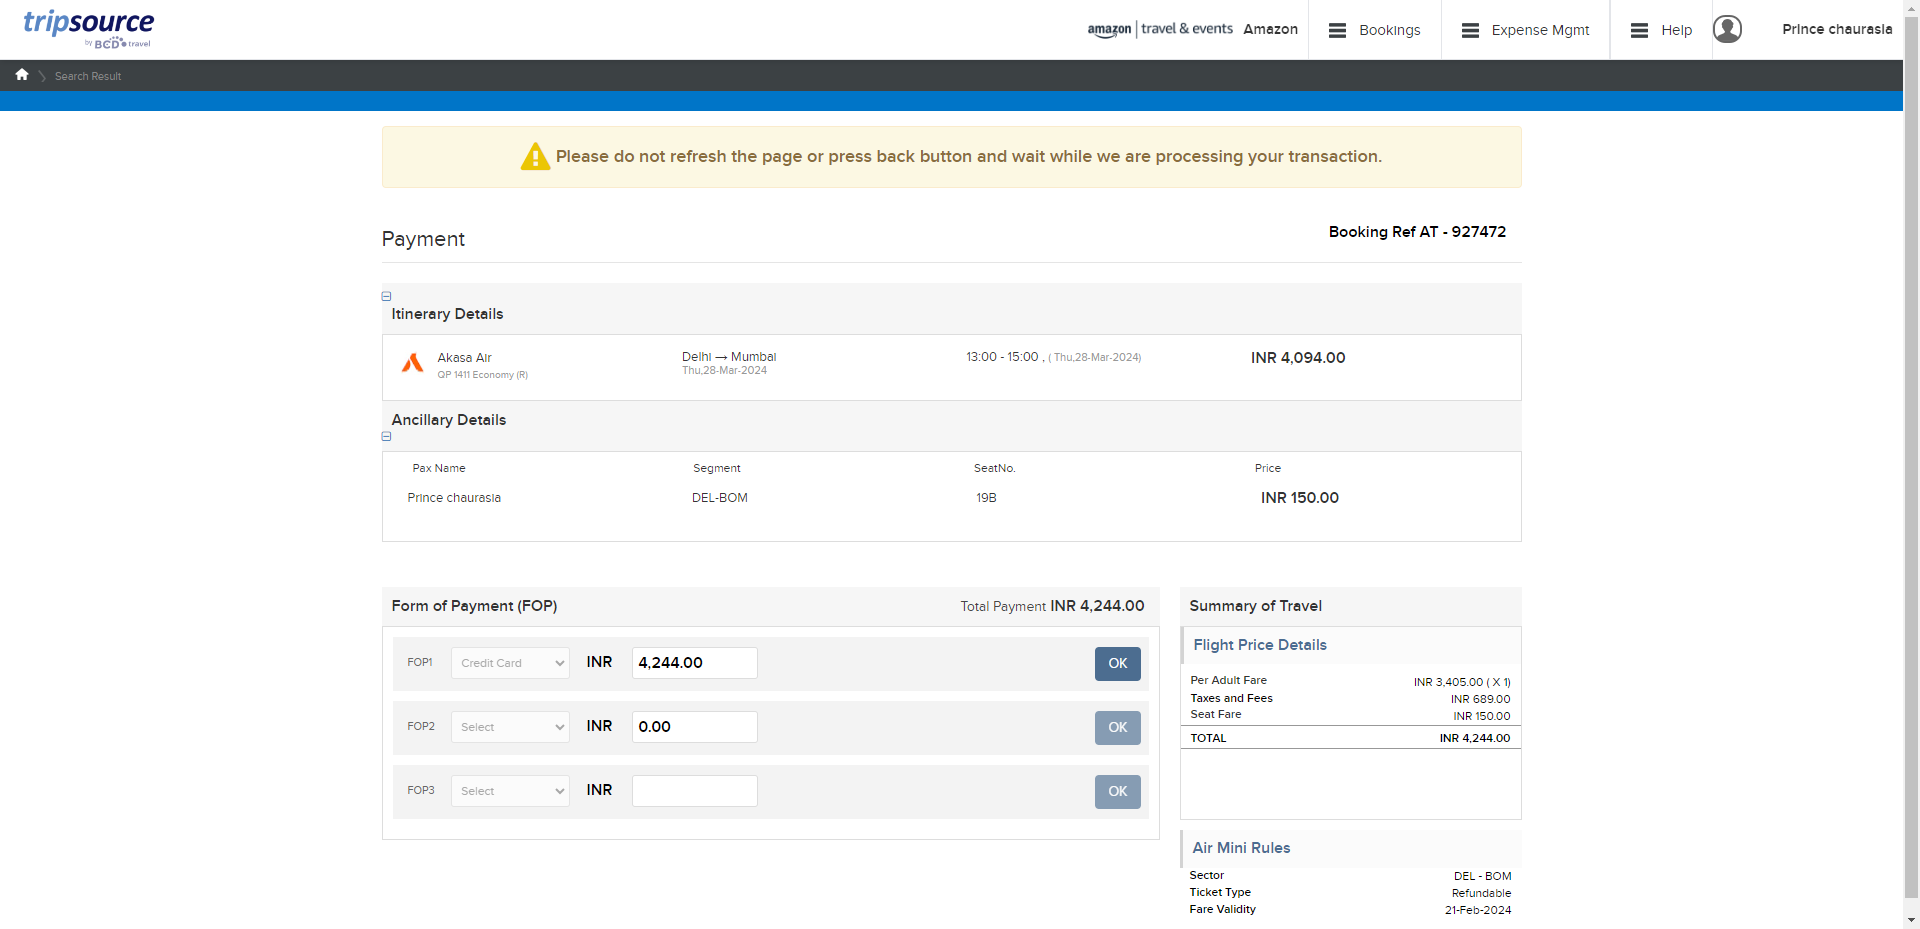 tripsource
by BCD travel
amazon | travel & events Amazon
Bookings
Expense Mgmt
Help
Prince chaurasia
Search Result
Please do not refresh the page or press back button and wait while we are processing your transaction.
Payment
Booking Ref AT - 927472
Itinerary Details
Akasa Air
QP 1411 Economy (R)
Delhi → Mumbai
Thu,28-Mar-2024
13:00 - 15:00 , ( Thu,28-Mar-2024)
INR 4,094.00
Ancillary Details
Pax Name Segment SeatNo. Price
Prince chaurasia DEL-BOM 19B INR 150.00
Form of Payment (FOP) Total Payment INR 4,244.00
FOP1 Credit Card INR 4,244.00 OK
FOP2 Select INR 0.00 OK
FOP3 Select INR OK
Summary of Travel
Flight Price Details
Per Adult Fare INR 3,405.00 ( X 1)
Taxes and Fees INR 689.00
Seat Fare INR 150.00
TOTAL INR 4,244.00
Air Mini Rules
Sector DEL - BOM
Ticket Type Refundable
Fare Validity 21-Feb-2024